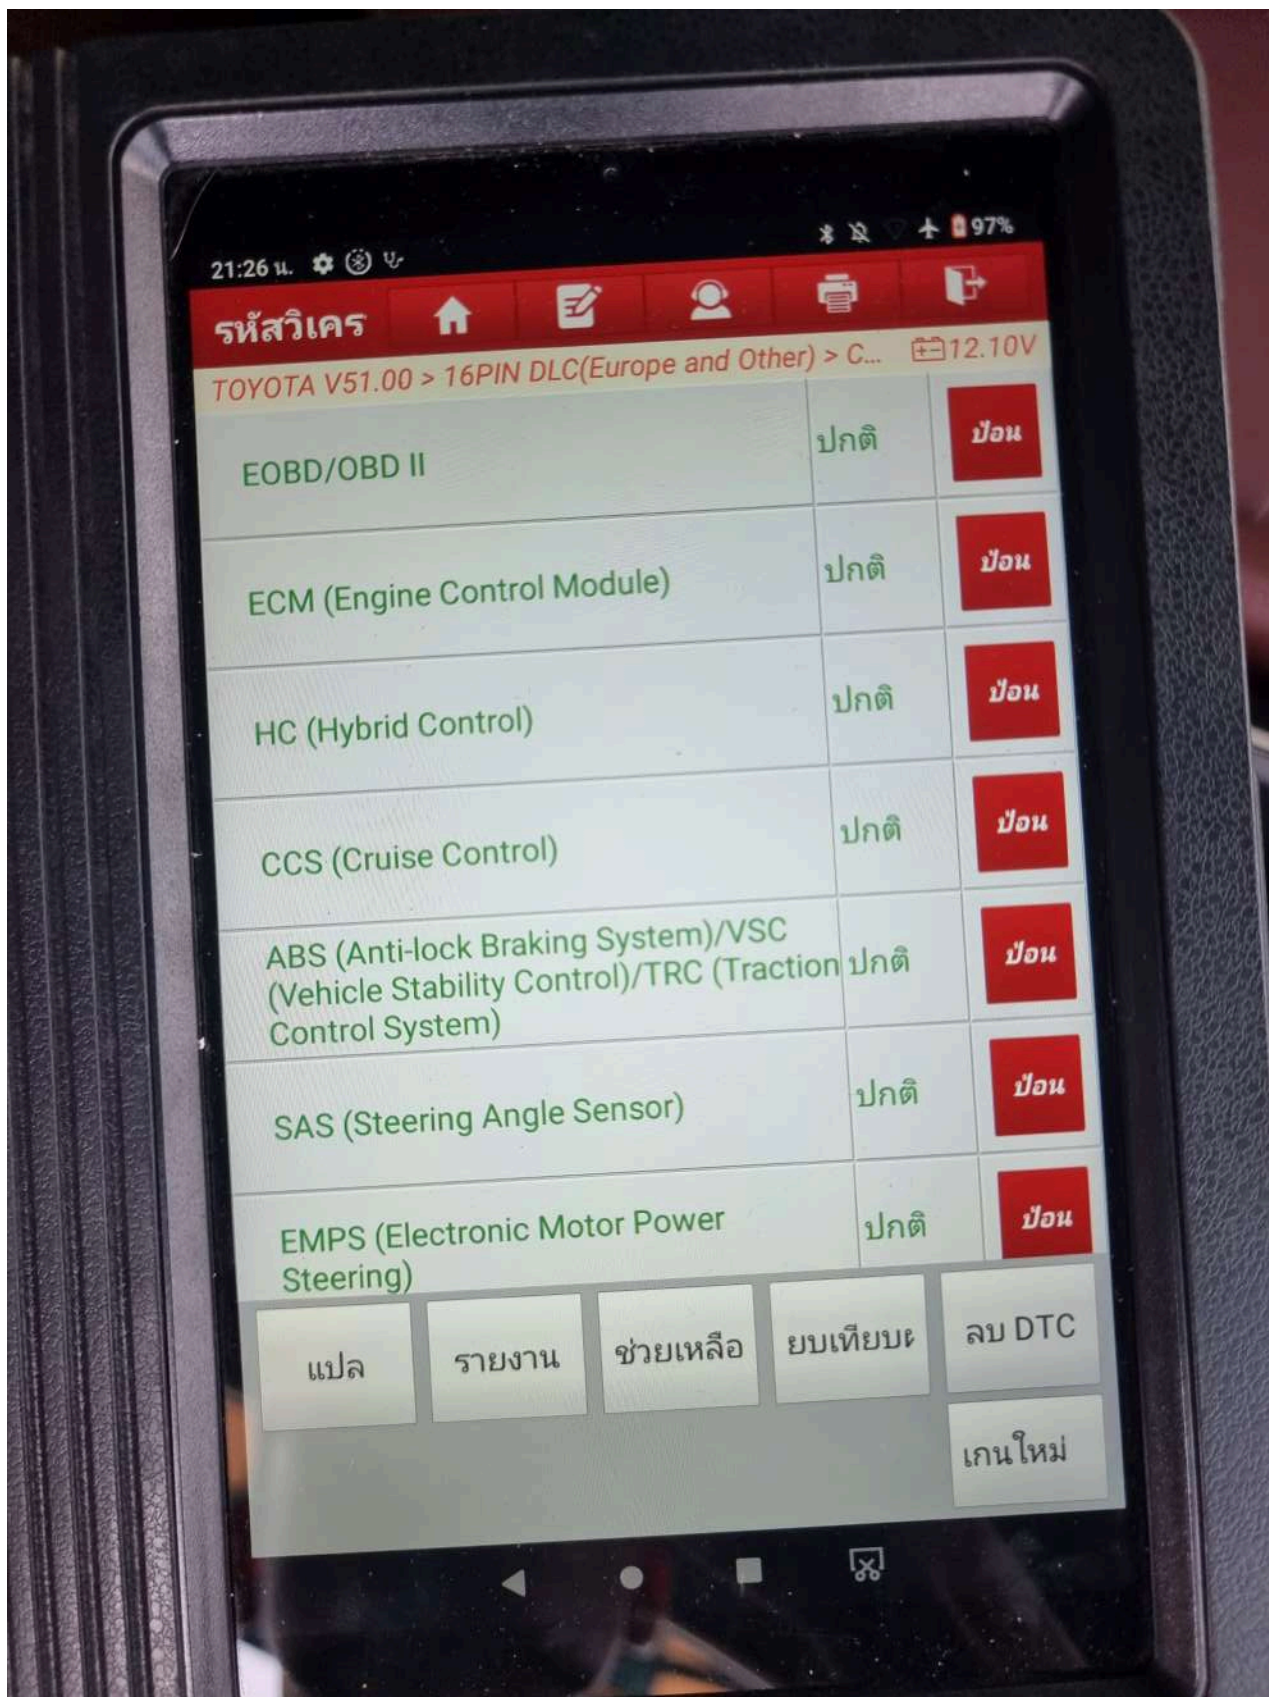 21:26 น.
97%
รหัสวิเคร
TOYOTA V51.00 > 16PIN DLC(Europe and Other) > C...
12.10V
EOBD/OBD II
ปกติ
ป้อน
ECM (Engine Control Module)
ปกติ
ป้อน
HC (Hybrid Control)
ปกติ
ป้อน
CCS (Cruise Control)
ปกติ
ป้อน
ABS (Anti-lock Braking System)/VSC
(Vehicle Stability Control)/TRC (Traction
Control System)
ปกติ
ป้อน
SAS (Steering Angle Sensor)
ปกติ
ป้อน
EMPS (Electronic Motor Power
Steering)
ปกติ
ป้อน
แปล
รายงาน
ช่วยเหลือ
ยบเทียบ
ลบ DTC
เกนใหม่